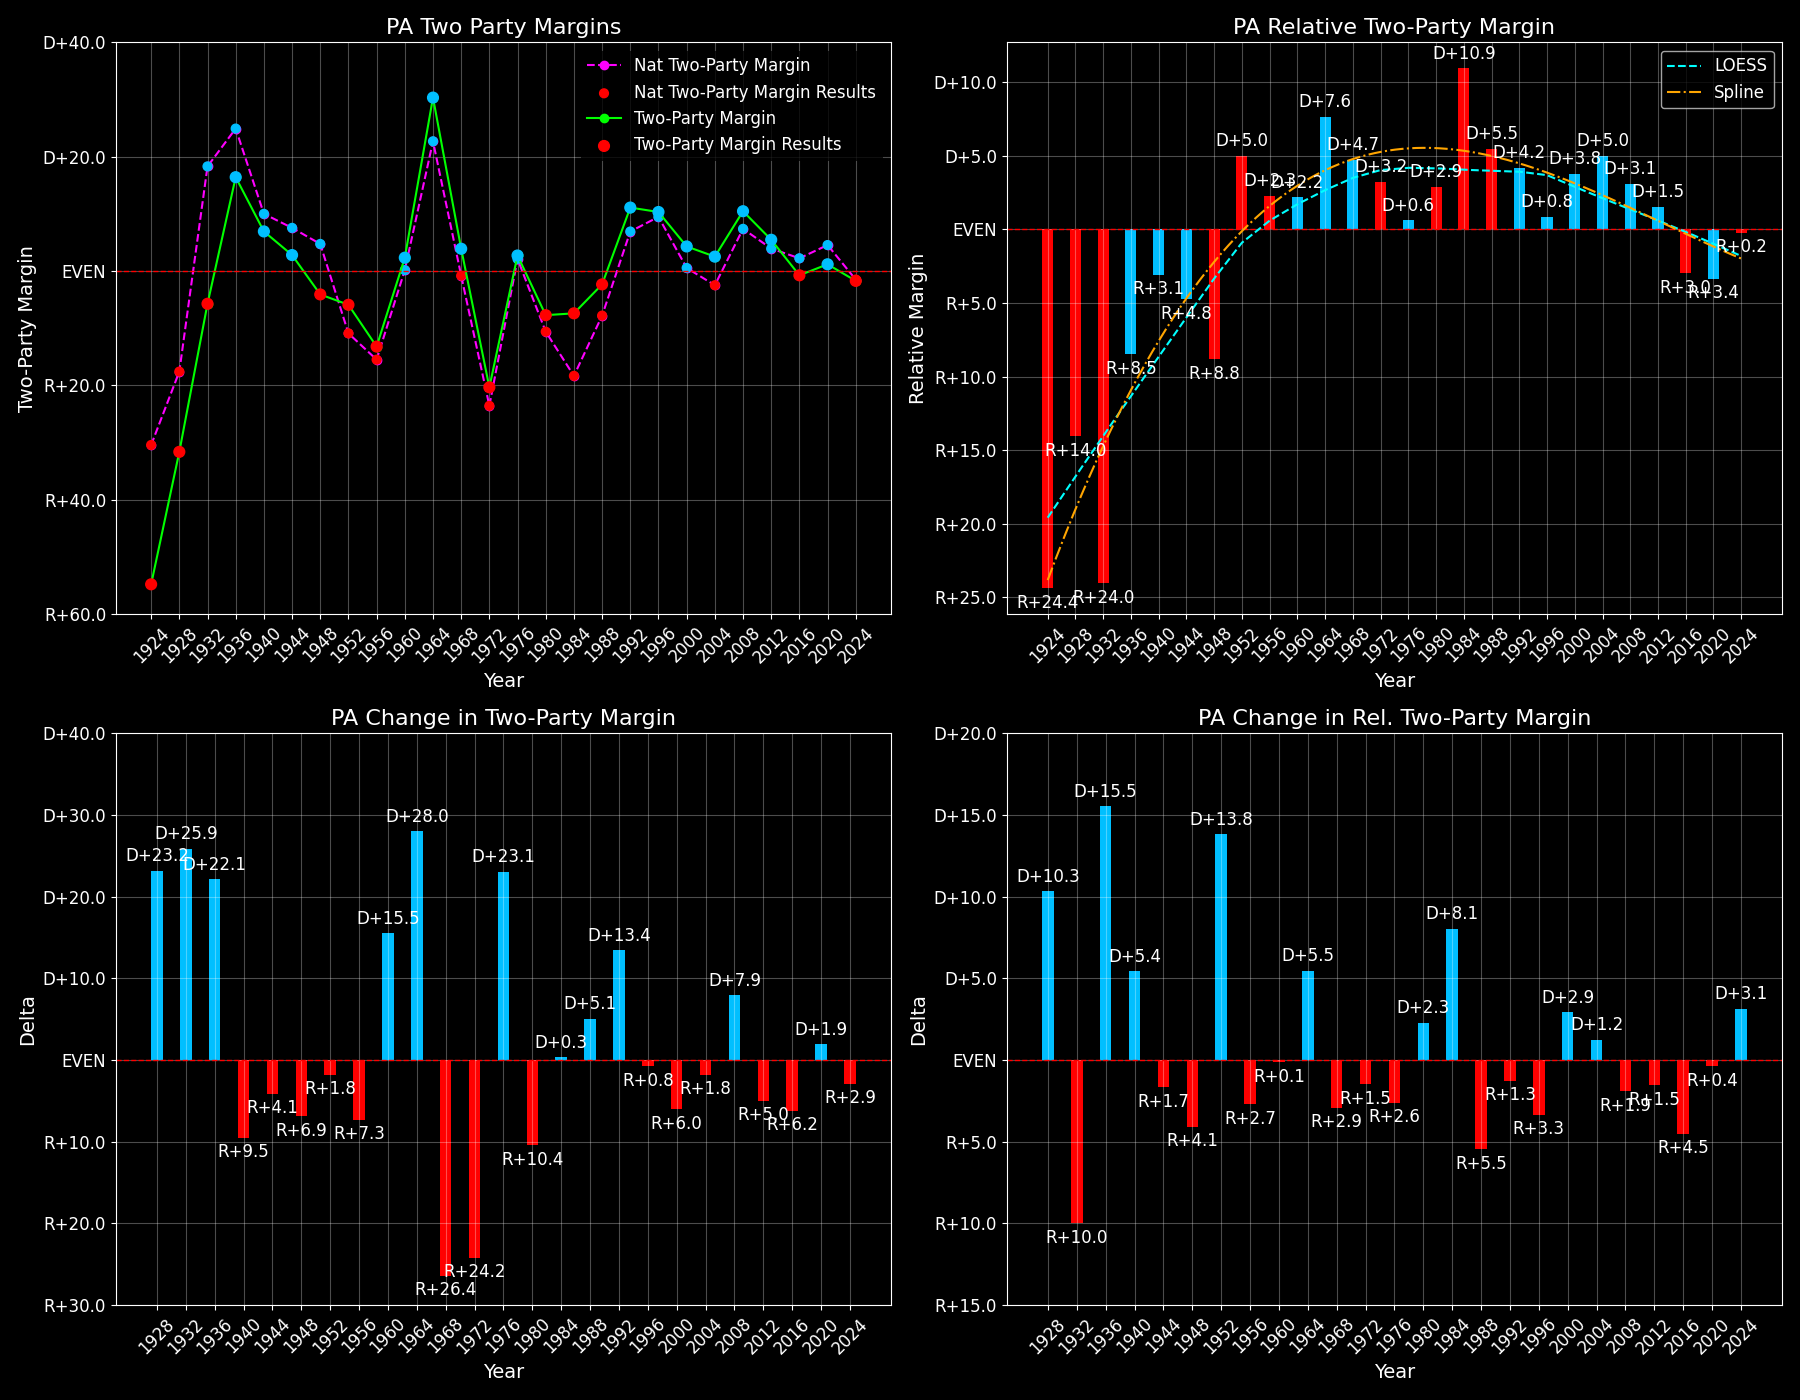 PA Two Party Margins
D+40.0
D+20.0
EVEN
R+20.0
R+40.0
R+60.0
Two-Party Margin
Nat Two-Party Margin
Nat Two-Party Margin Results
Two-Party Margin
Two-Party Margin Results
1924 1928 1932 1936 1940 1944 1948 1952 1956 1960 1964 1968 1972 1976 1980 1984 1988 1992 1996 2000 2004 2008 2012 2016 2020 2024
Year
PA Relative Two-Party Margin
D+10.0
D+5.0
EVEN
R+5.0
R+10.0
R+15.0
R+20.0
R+25.0
Relative Margin
LOESS
Spline
R+24.4
R+14.0
R+24.0
R+8.5
R+3.1
R+4.8
R+8.8
D+5.0
D+2.3
D+2.2
D+7.6
D+4.7
D+3.2
D+0.6
D+2.9
D+10.9
D+5.5
D+4.2
D+0.8
D+3.8
D+5.0
D+3.1
D+1.5
R+3.0
R+3.4
R+0.2
1924 1928 1932 1936 1940 1944 1948 1952 1956 1960 1964 1968 1972 1976 1980 1984 1988 1992 1996 2000 2004 2008 2012 2016 2020 2024
Year
PA Change in Two-Party Margin
D+40.0
D+30.0
D+20.0
D+10.0
EVEN
R+10.0
R+20.0
R+30.0
Delta
D+23.2
D+25.9
D+22.1
R+9.5
R+4.1
R+6.9
R+1.8
R+7.3
D+15.5
D+28.0
R+26.4
R+24.2
D+23.1
R+10.4
D+0.3
D+5.1
D+13.4
R+0.8
R+6.0
R+1.8
D+7.9
R+5.0
R+6.2
D+1.9
R+2.9
1928 1932 1936 1940 1944 1948 1952 1956 1960 1964 1968 1972 1976 1980 1984 1988 1992 1996 2000 2004 2008 2012 2016 2020 2024
Year
PA Change in Rel. Two-Party Margin
D+20.0
D+15.0
D+10.0
D+5.0
EVEN
R+5.0
R+10.0
R+15.0
Delta
D+10.3
R+10.0
D+15.5
D+5.4
R+1.7
R+4.1
D+13.8
R+2.7
R+0.1
D+5.5
R+2.9
R+1.5
R+2.6
D+2.3
D+8.1
R+5.5
R+1.3
R+3.3
D+2.9
D+1.2
R+1.9
R+1.5
R+4.5
R+0.4
D+3.1
1928 1932 1936 1940 1944 1948 1952 1956 1960 1964 1968 1972 1976 1980 1984 1988 1992 1996 2000 2004 2008 2012 2016 2020 2024
Year